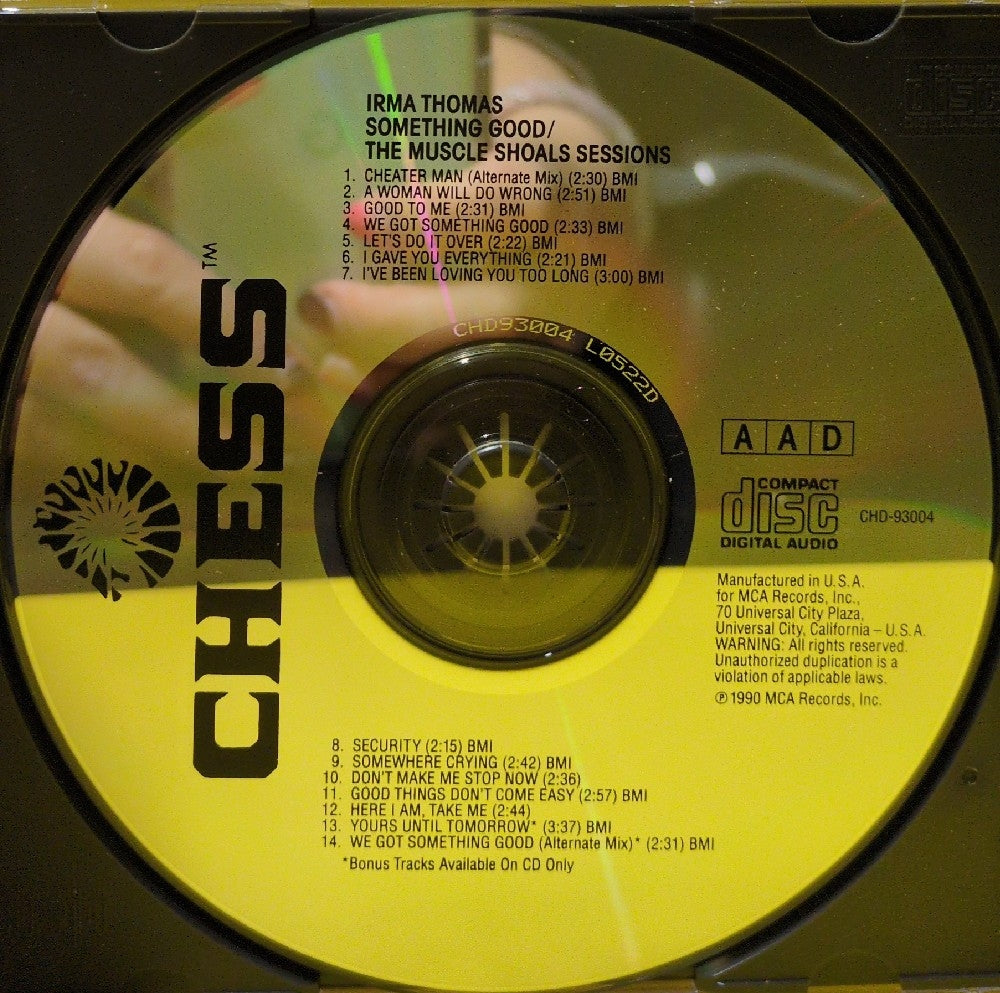 IRMA THOMAS
SOMETHING GOOD/
THE MUSCLE SHOALS SESSIONS
1. CHEATER MAN (Alternate Mix) (2:30) BMI
2. A WOMAN WILL DO WRONG (2:51) BMI
3. GOOD TO ME (2:31) BMI
4. WE GOT SOMETHING GOOD (2:33) BMI
5. LET'S DO IT OVER (2:22) BMI
6. I GAVE YOU EVERYTHING (2:21) BMI
7. I'VE BEEN LOVING YOU TOO LONG (3:00) BMI
CHESS™
CHD93004 L0522D
A A D
COMPACT
disc
DIGITAL AUDIO
CHD-93004
Manufactured in U.S.A.
for MCA Records, Inc.,
70 Universal City Plaza,
Universal City, California – U.S.A.
WARNING: All rights reserved.
Unauthorized duplication is a
violation of applicable laws.
℗ 1990 MCA Records, Inc.
8. SECURITY (2:15) BMI
9. SOMEWHERE CRYING (2:42) BMI
10. DON'T MAKE ME STOP NOW (2:36)
11. GOOD THINGS DON'T COME EASY (2:57) BMI
12. HERE I AM, TAKE ME (2:44)
13. YOURS UNTIL TOMORROW* (3:37) BMI
14. WE GOT SOMETHING GOOD (Alternate Mix)* (2:31) BMI
*Bonus Tracks Available On CD Only